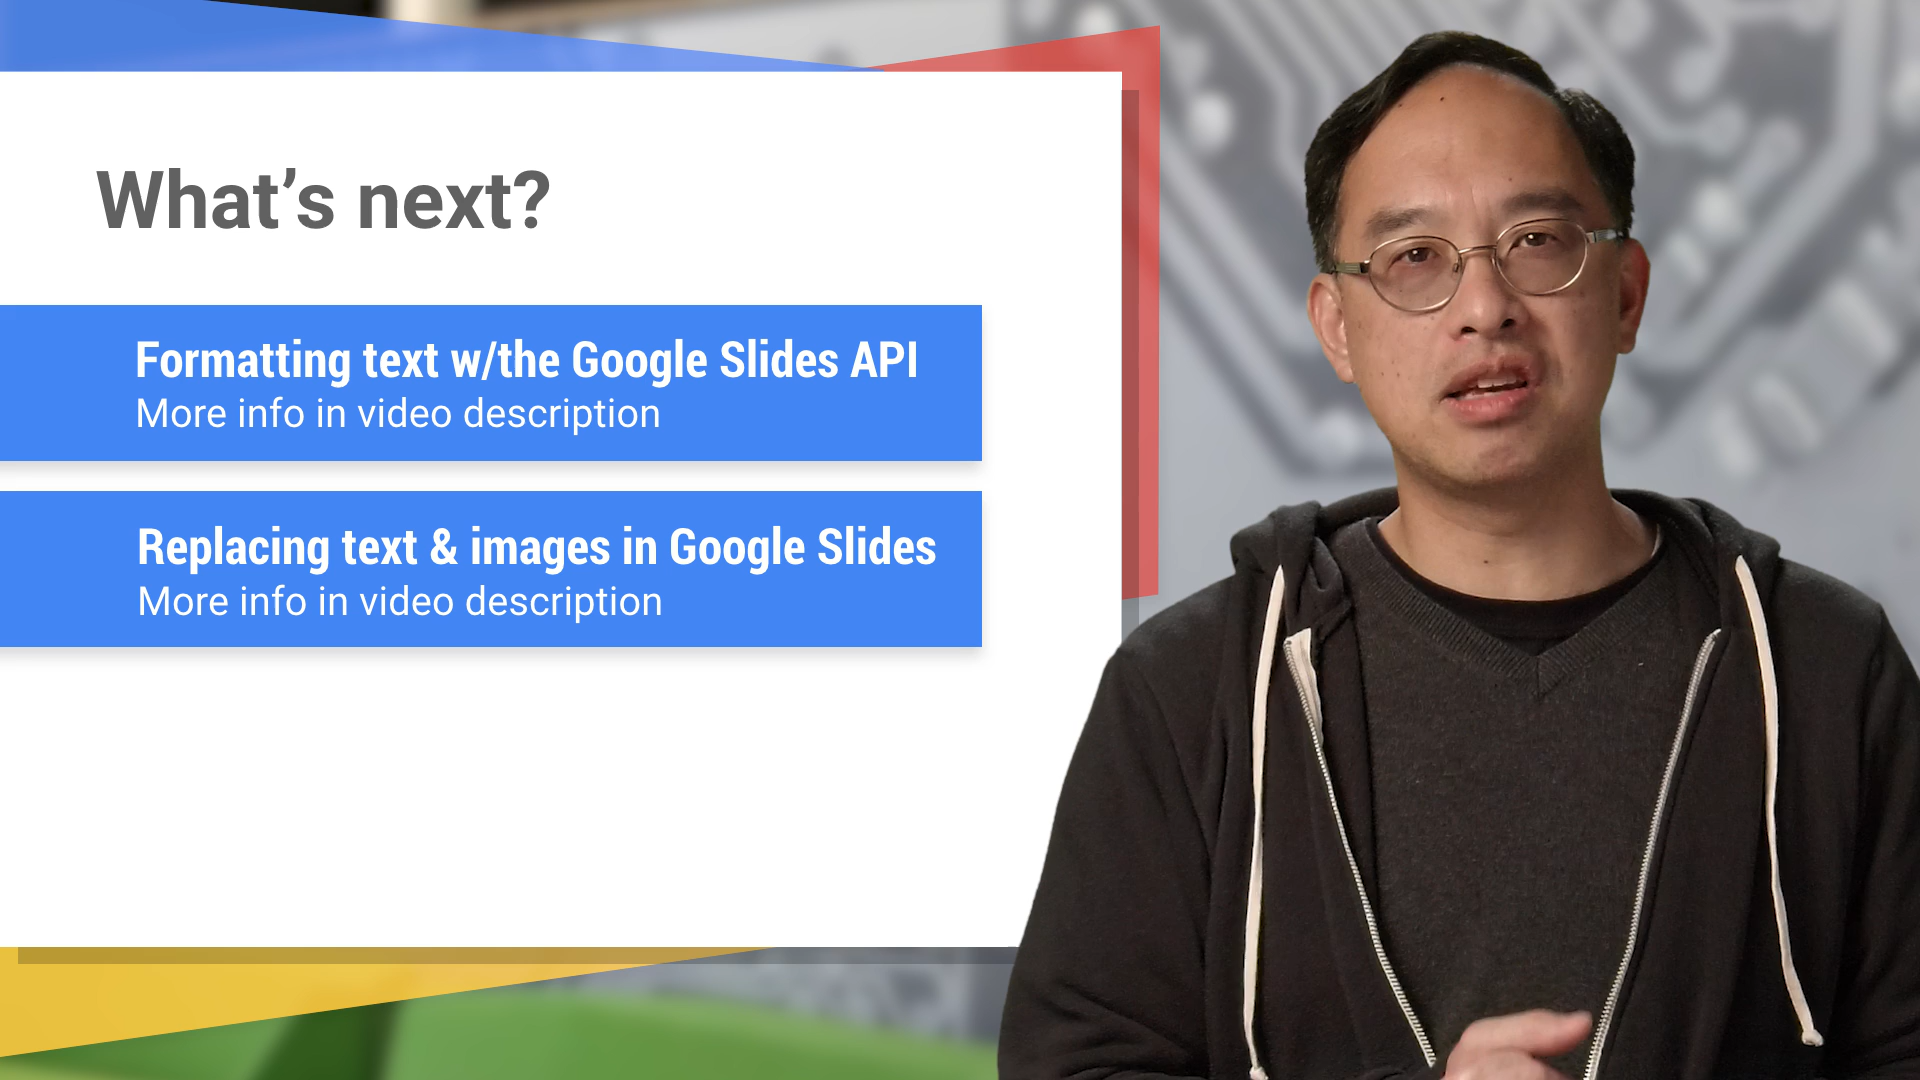 What’s next?
Formatting text w/the Google Slides API
More info in video description
Replacing text & images in Google Slides
More info in video description